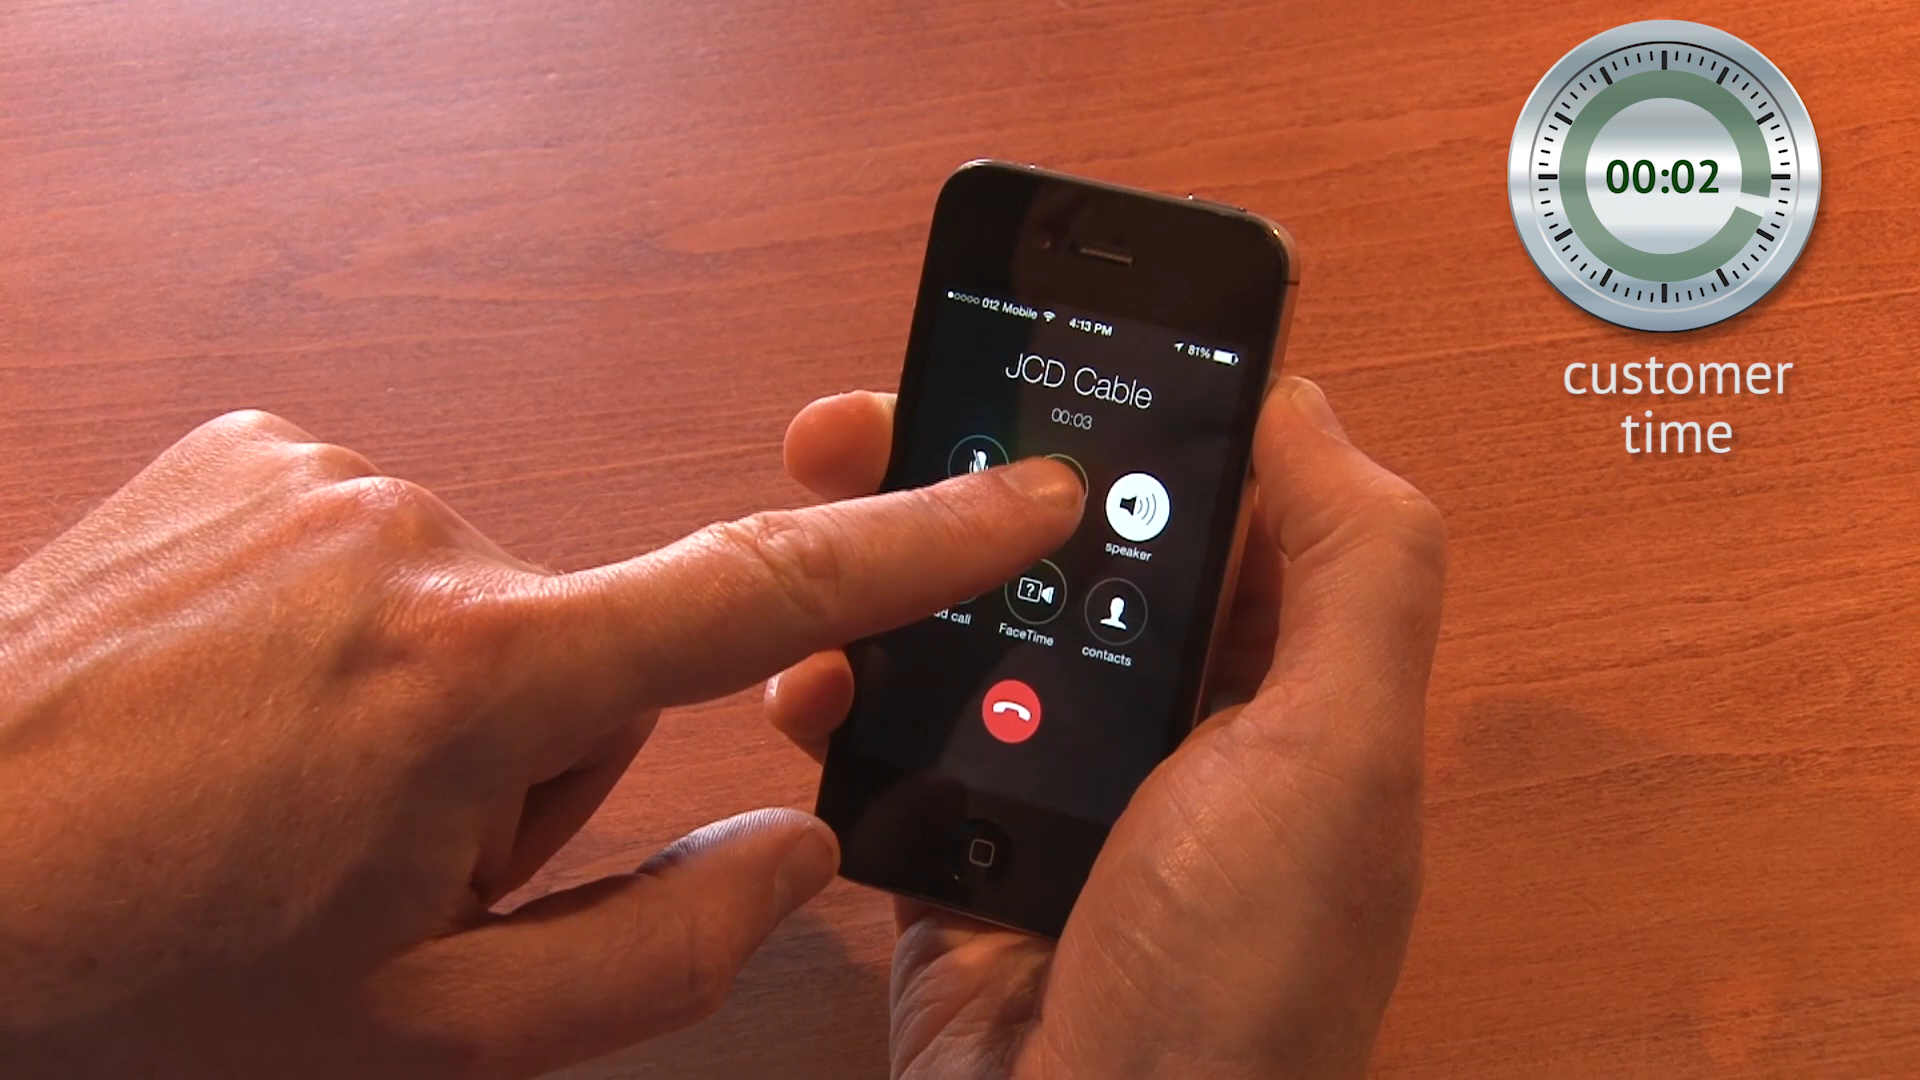 00:02
customer
time
012 Mobile 4:13 PM 81%
JCD Cable
00:03
speaker
call
FaceTime
contacts